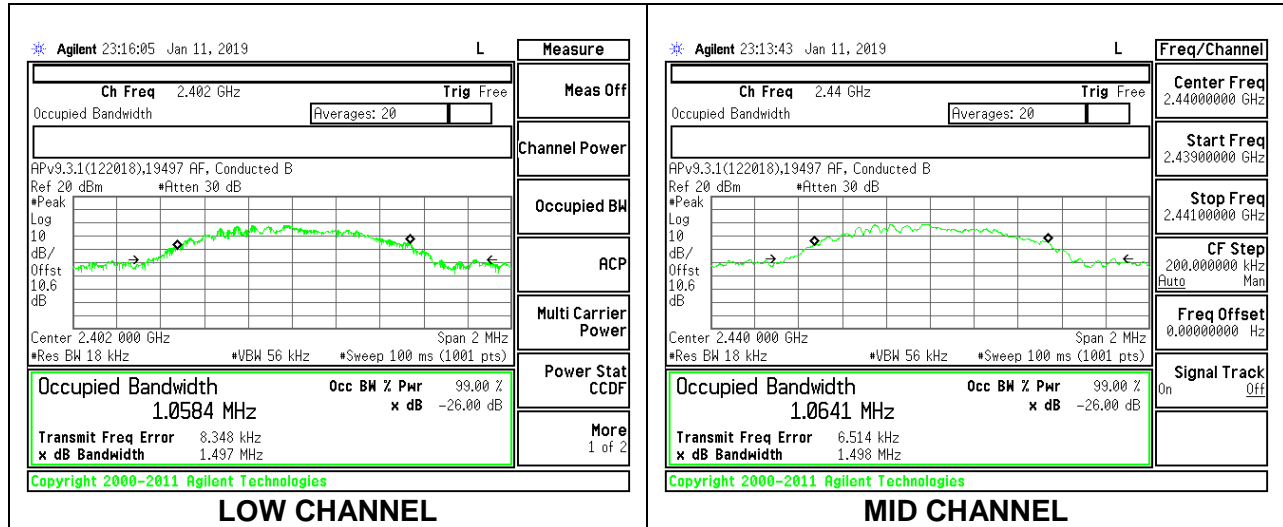 Agilent 23:16:05 Jan 11, 2019 L Measure
Ch Freq 2.402 GHz Trig Free
Occupied Bandwidth Averages: 20
APv9.3.1(122018),19497 AF, Conducted B
Ref 20 dBm #Atten 30 dB
#Peak
Log
10
dB/
Offst
10.6
dB
Center 2.402 000 GHz Span 2 MHz
#Res BW 18 kHz #VBW 56 kHz #Sweep 100 ms (1001 pts)
Occupied Bandwidth Occ BW % Pwr 99.00 %
1.0584 MHz x dB -26.00 dB
Transmit Freq Error 8.348 kHz
x dB Bandwidth 1.497 MHz
Copyright 2000-2011 Agilent Technologies
Meas Off
Channel Power
Occupied BW
ACP
Multi Carrier
Power
Power Stat
CCDF
More
1 of 2
LOW CHANNEL
Agilent 23:13:43 Jan 11, 2019 L Freq/Channel
Ch Freq 2.44 GHz Trig Free
Occupied Bandwidth Averages: 20
APv9.3.1(122018),19497 AF, Conducted B
Ref 20 dBm #Atten 30 dB
#Peak
Log
10
dB/
Offst
10.6
dB
Center 2.440 000 GHz Span 2 MHz
#Res BW 18 kHz #VBW 56 kHz #Sweep 100 ms (1001 pts)
Occupied Bandwidth Occ BW % Pwr 99.00 %
1.0641 MHz x dB -26.00 dB
Transmit Freq Error 6.514 kHz
x dB Bandwidth 1.498 MHz
Copyright 2000-2011 Agilent Technologies
Center Freq
2.44000000 GHz
Start Freq
2.43900000 GHz
Stop Freq
2.44100000 GHz
CF Step
200.000000 kHz
Auto Man
Freq Offset
0.00000000 Hz
Signal Track
On Off
MID CHANNEL